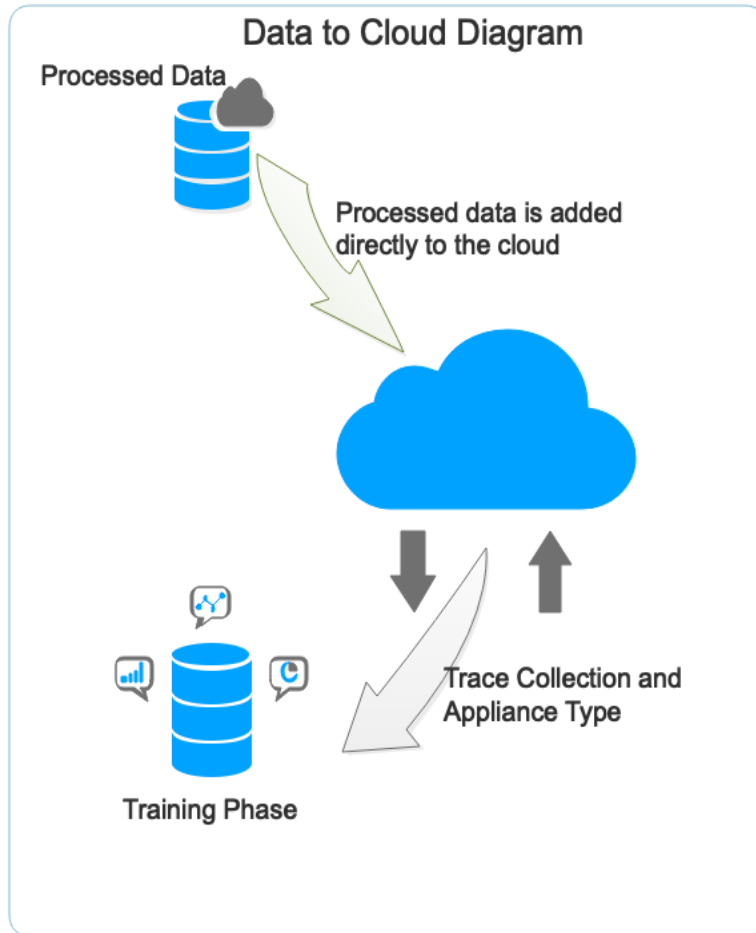 Data to Cloud Diagram
Processed Data
Processed data is added
directly to the cloud
Trace Collection and
Appliance Type
Training Phase